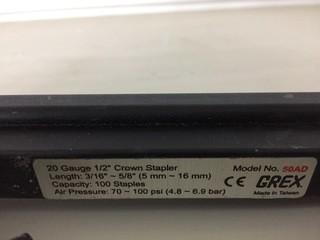 20 Gauge 1/2" Crown Stapler
Length: 3/16" ~ 5/8" (5 mm ~ 16 mm)
Capacity: 100 Staples
Air Pressure: 70 ~ 100 psi (4.8 ~ 6.9 bar)
Model No. 50AD
CE GREX
Made in Taiwan